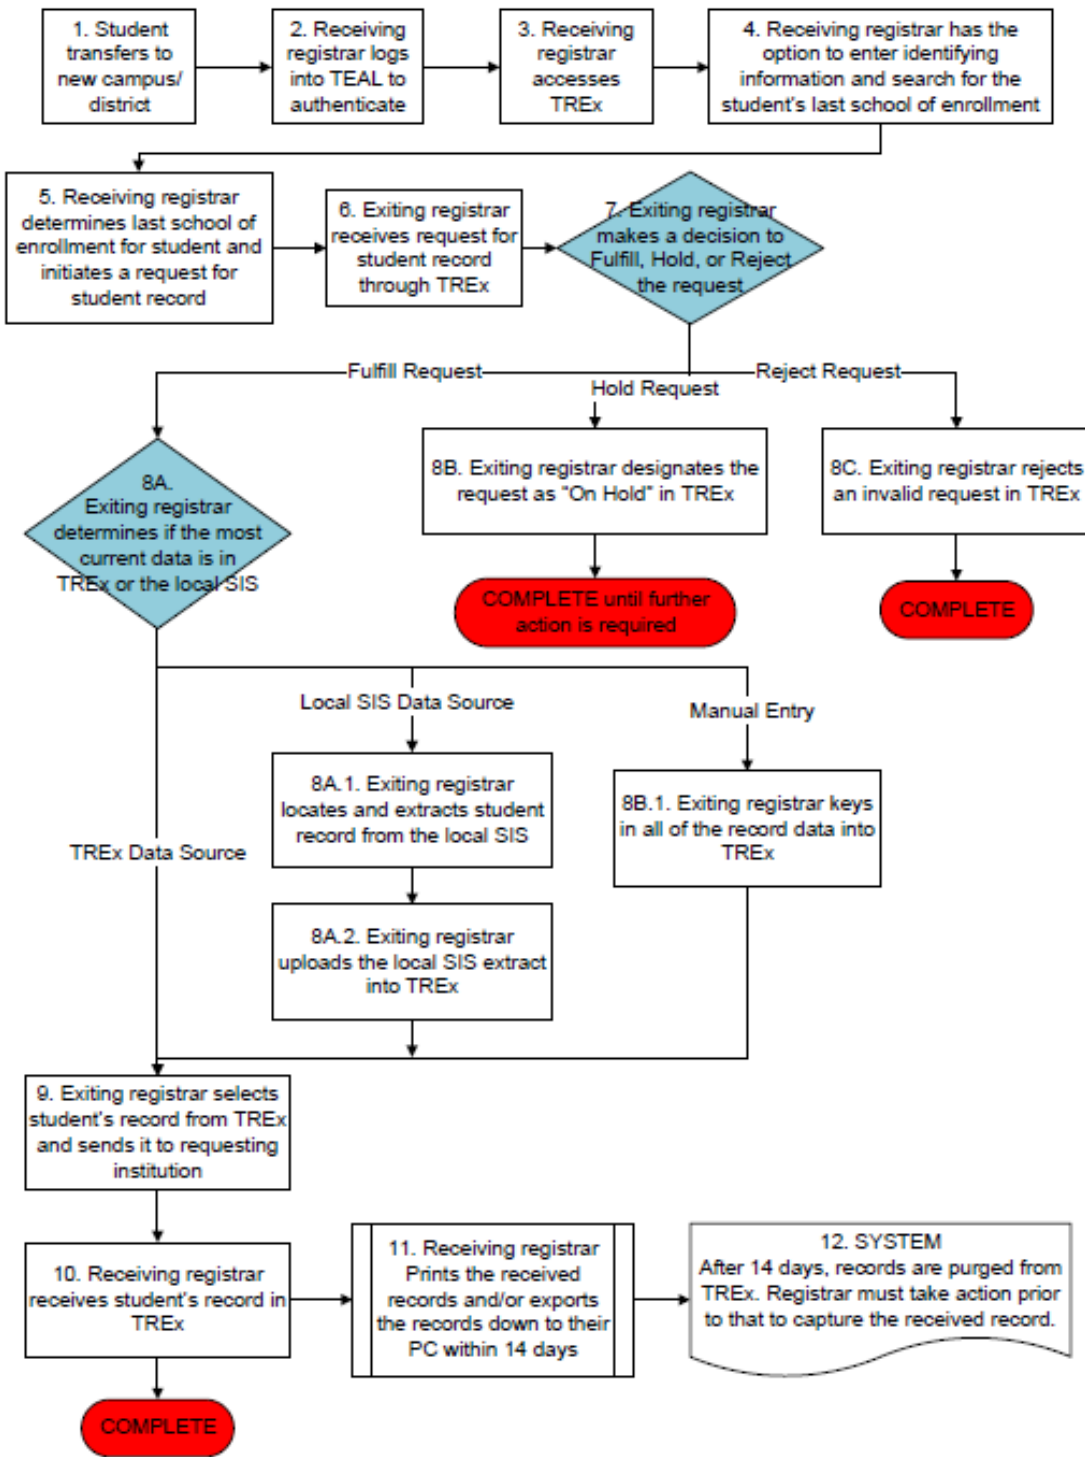 1. Student
transfers to
new campus/
district
2. Receiving
registrar logs
into TEAL to
authenticate
3. Receiving
registrar
accesses
TREx
4. Receiving registrar has the
option to enter identifying
information and search for the
student's last school of enrollment
5. Receiving registrar
determines last school of
enrollment for student and
initiates a request for
student record
6. Exiting registrar
receives request for
student record
through TREx
7. Exiting registrar
makes a decision to
Fulfill, Hold, or Reject
the request
Fulfill Request
Hold Request
Reject Request
8A.
Exiting registrar
determines if the most
current data is in
TREx or the local SIS
8B. Exiting registrar designates the
request as "On Hold" in TREx
8C. Exiting registrar rejects
an invalid request in TREx
COMPLETE until further
action is required
COMPLETE
Local SIS Data Source
Manual Entry
TREx Data Source
8A.1. Exiting registrar
locates and extracts student
record from the local SIS
8B.1. Exiting registrar keys
in all of the record data into
TREx
8A.2. Exiting registrar
uploads the local SIS extract
into TREx
9. Exiting registrar selects
student's record from TREx
and sends it to requesting
institution
10. Receiving registrar
receives student's record in
TREx
11. Receiving registrar
Prints the received
records and/or exports
the records down to their
PC within 14 days
12. SYSTEM
After 14 days, records are purged from
TREx. Registrar must take action prior
to that to capture the received record.
COMPLETE